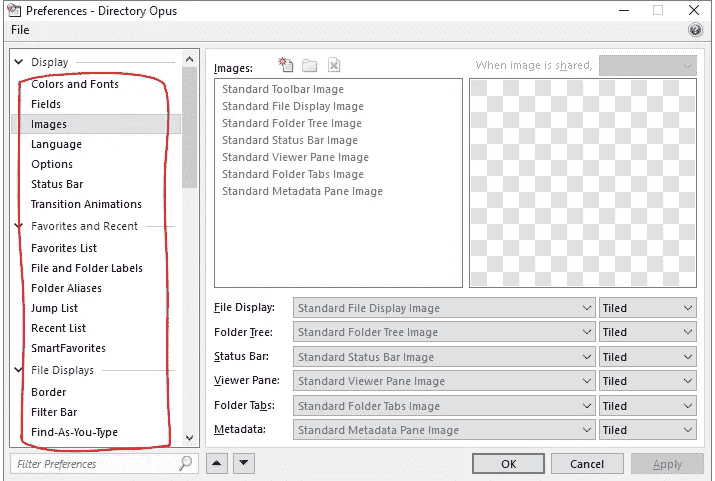 Preferences - Directory Opus
File
Display
Colors and Fonts
Fields
Images
Language
Options
Status Bar
Transition Animations
Favorites and Recent
Favorites List
File and Folder Labels
Folder Aliases
Jump List
Recent List
SmartFavorites
File Displays
Border
Filter Bar
Find-As-You-Type
Filter Preferences
Images:
When image is shared,
Standard Toolbar Image
Standard File Display Image
Standard Folder Tree Image
Standard Status Bar Image
Standard Viewer Pane Image
Standard Folder Tabs Image
Standard Metadata Pane Image
File Display: Standard File Display Image Tiled
Folder Tree: Standard Folder Tree Image Tiled
Status Bar: Standard Status Bar Image Tiled
Viewer Pane: Standard Viewer Pane Image Tiled
Folder Tabs: Standard Folder Tabs Image Tiled
Metadata: Standard Metadata Pane Image Tiled
OK Cancel Apply